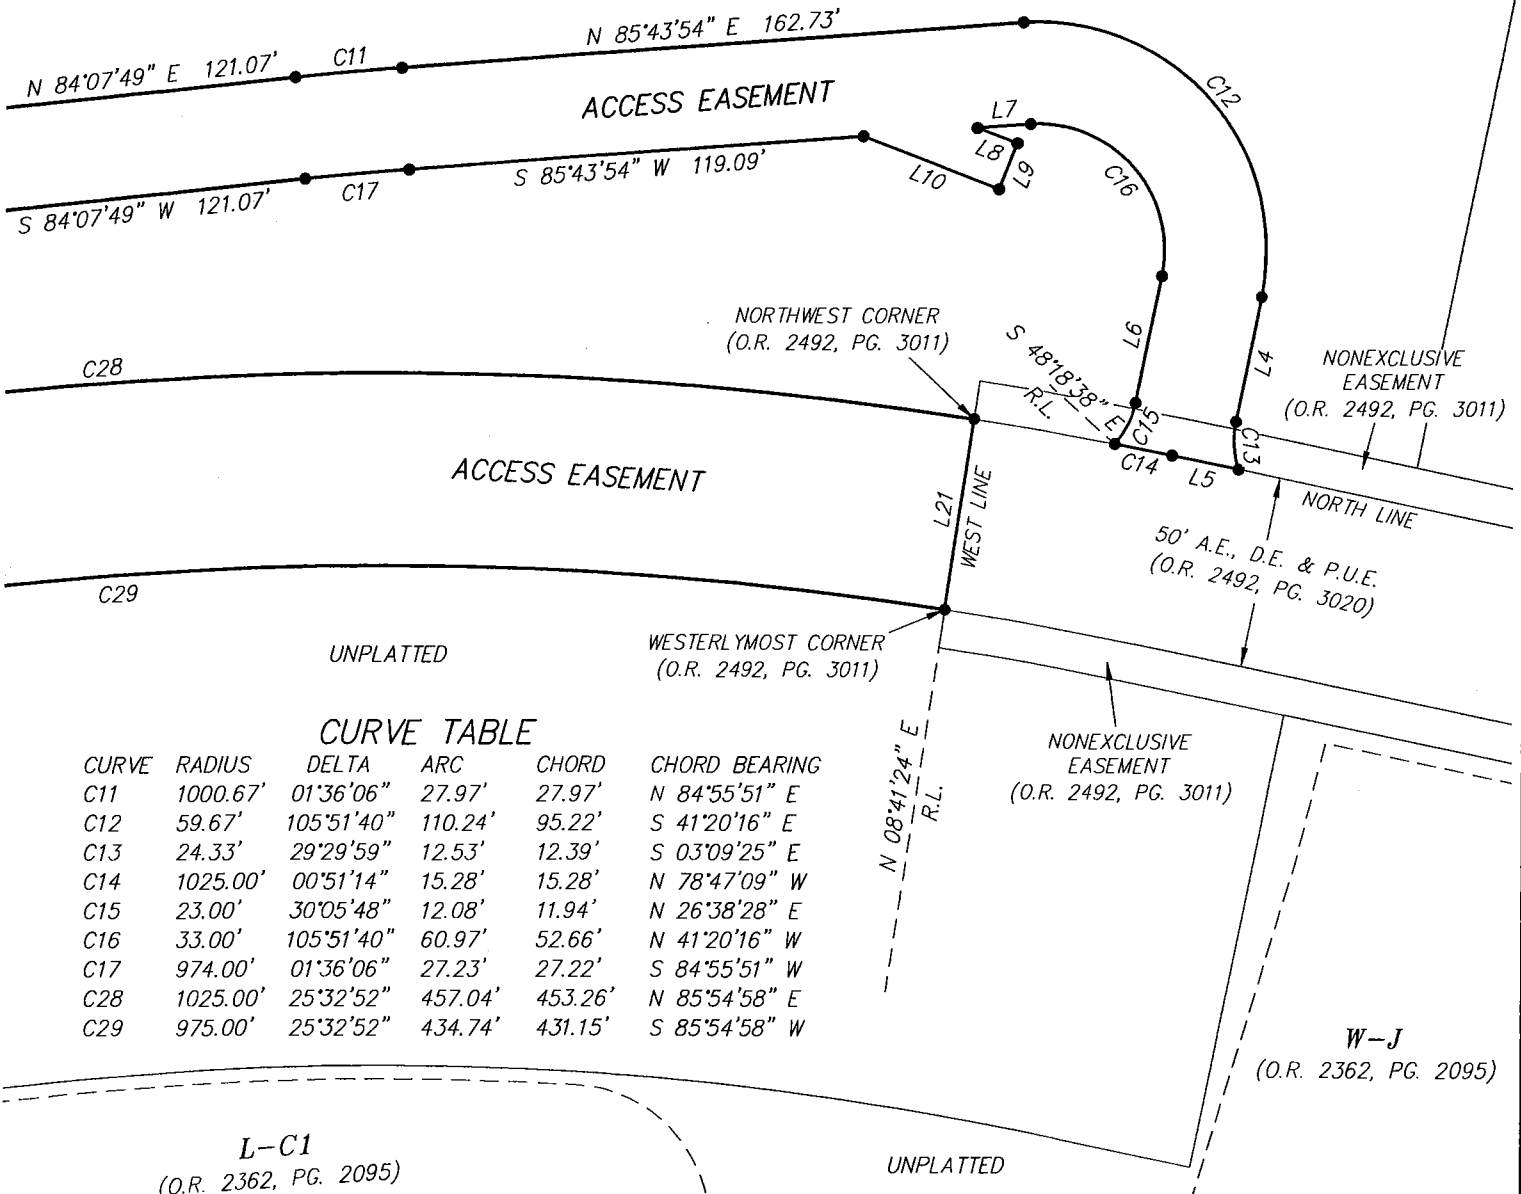 N 84°07'49" E 121.07'
C11
N 85°43'54" E 162.73'
C12
ACCESS EASEMENT
L7
L8
L9
L10
C16
S 84°07'49" W 121.07'
C17
S 85°43'54" W 119.09'
NORTHWEST CORNER
(O.R. 2492, PG. 3011)
S 48°18'38" E
R.L.
L6
L4
C15
C13
C14
L5
NONEXCLUSIVE
EASEMENT
(O.R. 2492, PG. 3011)
C28
ACCESS EASEMENT
L21
WEST LINE
NORTH LINE
50' A.E., D.E. & P.U.E.
(O.R. 2492, PG. 3020)
C29
UNPLATTED
WESTERLYMOST CORNER
(O.R. 2492, PG. 3011)
N 08°41'24" E
R.L.
NONEXCLUSIVE
EASEMENT
(O.R. 2492, PG. 3011)
CURVE TABLE
CURVE RADIUS DELTA ARC CHORD CHORD BEARING
C11 1000.67' 01°36'06" 27.97' 27.97' N 84°55'51" E
C12 59.67' 105°51'40" 110.24' 95.22' S 41°20'16" E
C13 24.33' 29°29'59" 12.53' 12.39' S 03°09'25" E
C14 1025.00' 00°51'14" 15.28' 15.28' N 78°47'09" W
C15 23.00' 30°05'48" 12.08' 11.94' N 26°38'28" E
C16 33.00' 105°51'40" 60.97' 52.66' N 41°20'16" W
C17 974.00' 01°36'06" 27.23' 27.22' S 84°55'51" W
C28 1025.00' 25°32'52" 457.04' 453.26' N 85°54'58" E
C29 975.00' 25°32'52" 434.74' 431.15' S 85°54'58" W
W-J
(O.R. 2362, PG. 2095)
L-C1
(O.R. 2362, PG. 2095)
UNPLATTED